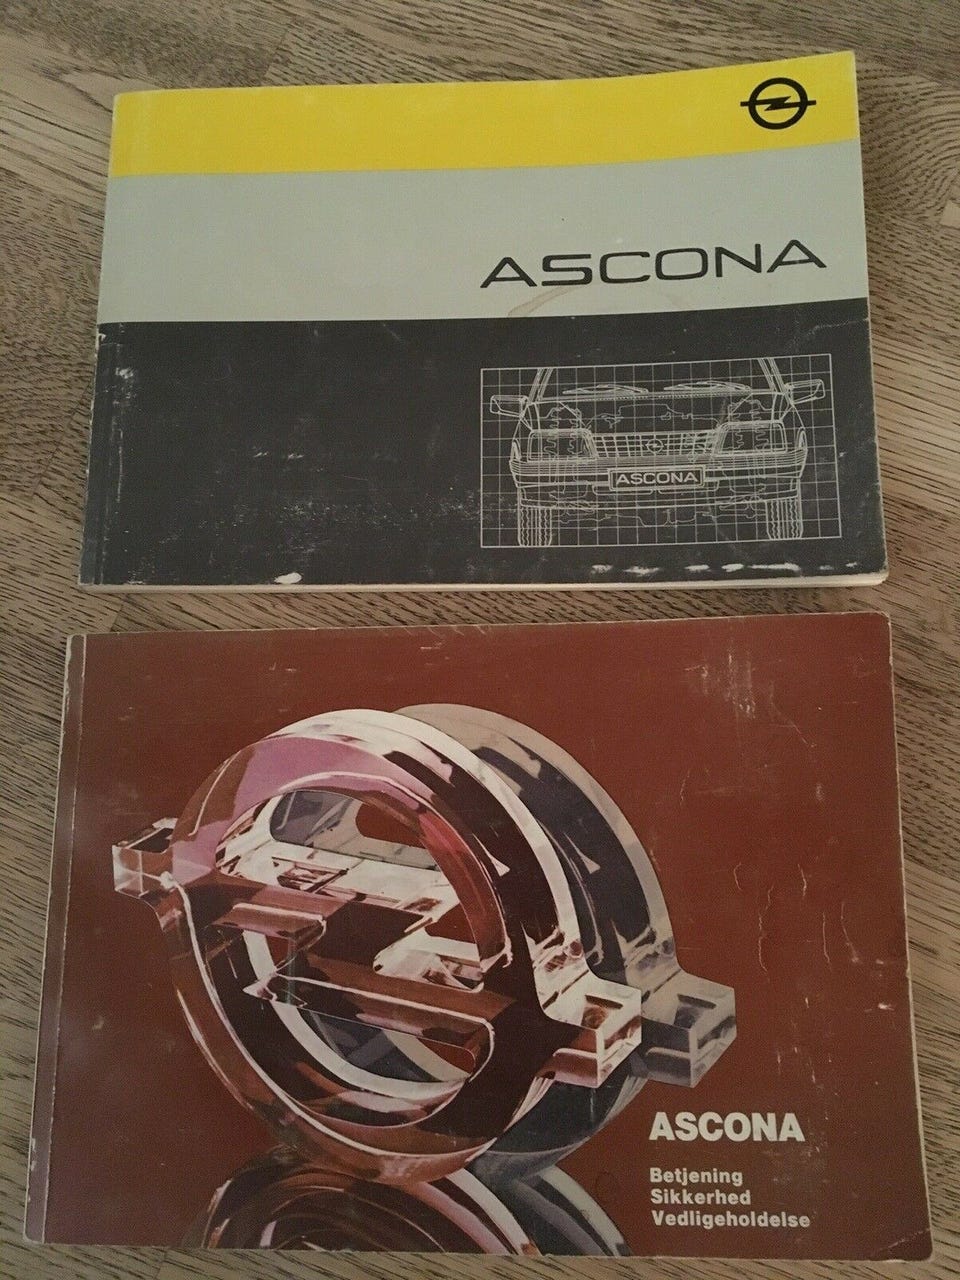 ASCONA
ASCONA
ASCONA
Betjening
Sikkerhed
Vedligeholdelse